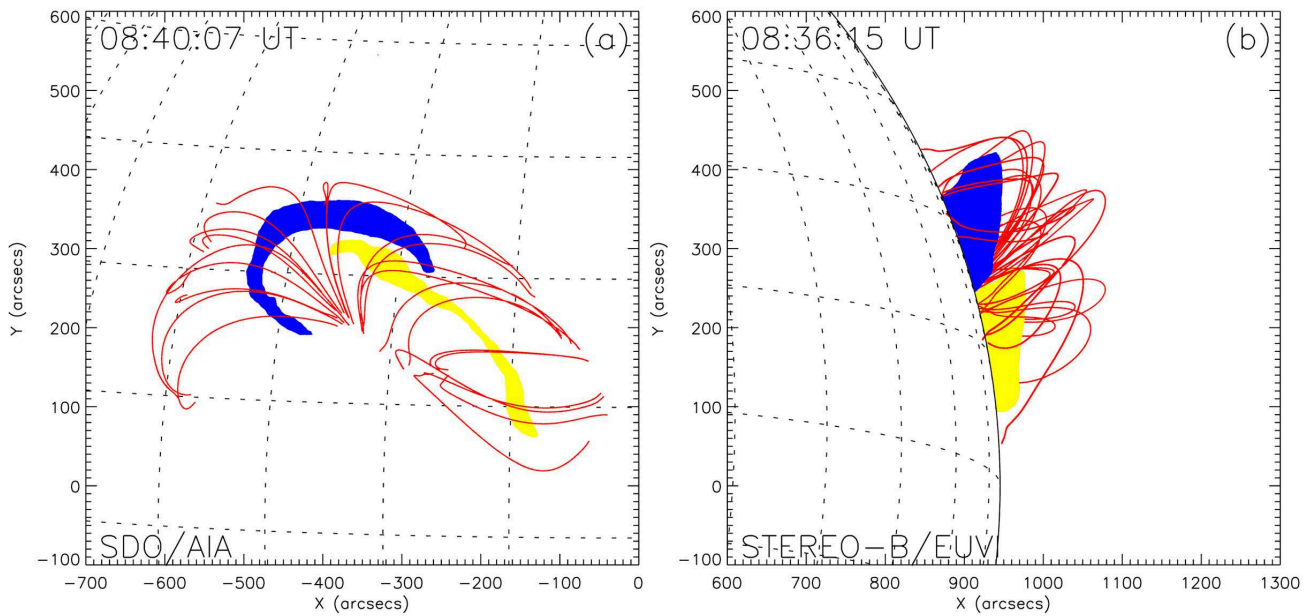 08:40:07 UT (a)
600
500
400
300
200
100
0
-100
Y (arcsecs)
SDO/AIA
-700 -600 -500 -400 -300 -200 -100 0
X (arcsecs)
08:36:15 UT (b)
600
500
400
300
200
100
0
-100
Y (arcsecs)
STEREO-B/EUVI
600 700 800 900 1000 1100 1200 1300
X (arcsecs)